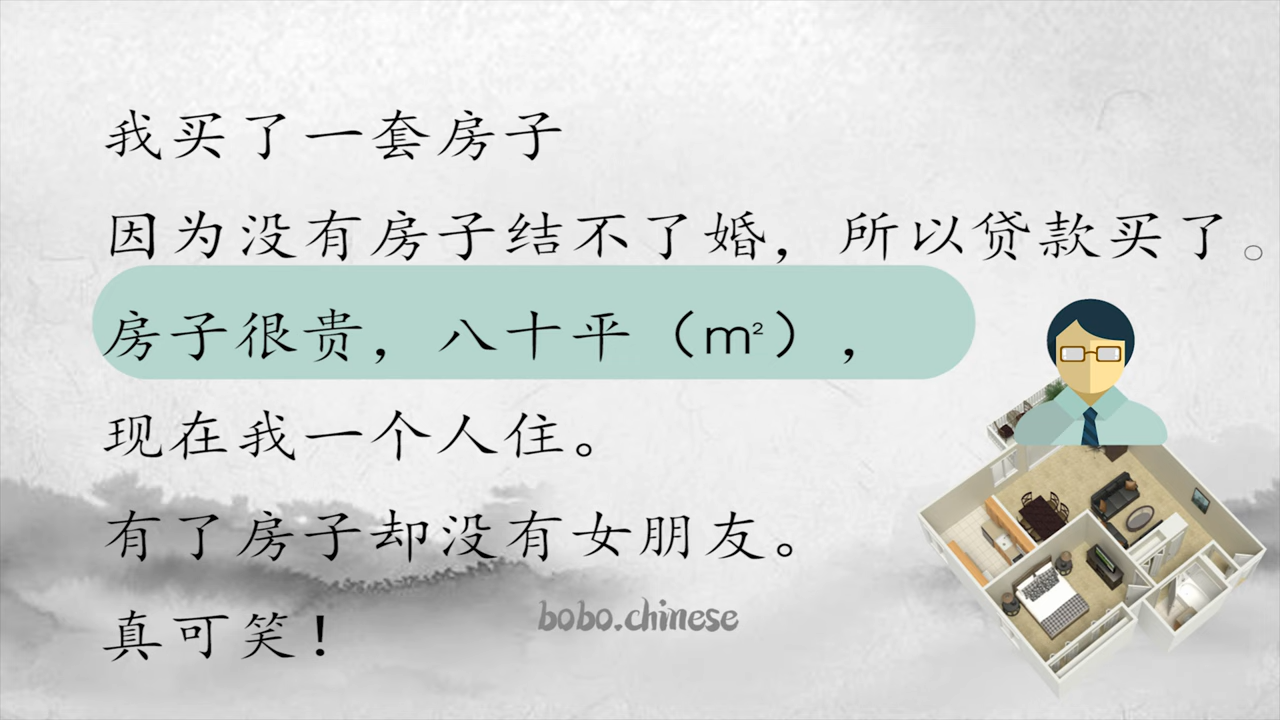 我买了一套房子
因为没有房子结不了婚，所以贷款买了。
房子很贵，八十平（m²），
现在我一个人住。
有了房子却没有女朋友。
真可笑！
bobo.chinese